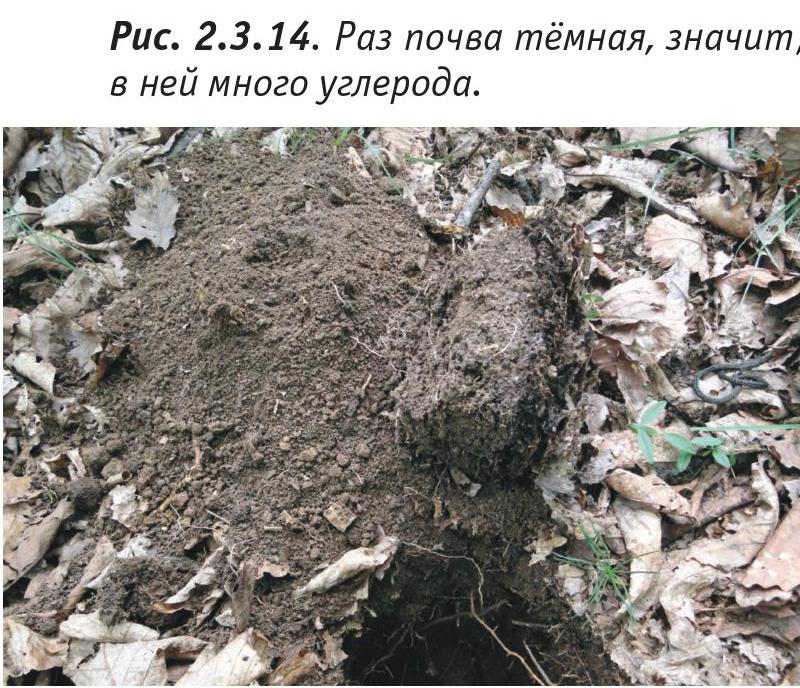 Рис. 2.3.14. Раз почва тёмная, значит,
в ней много углерода.